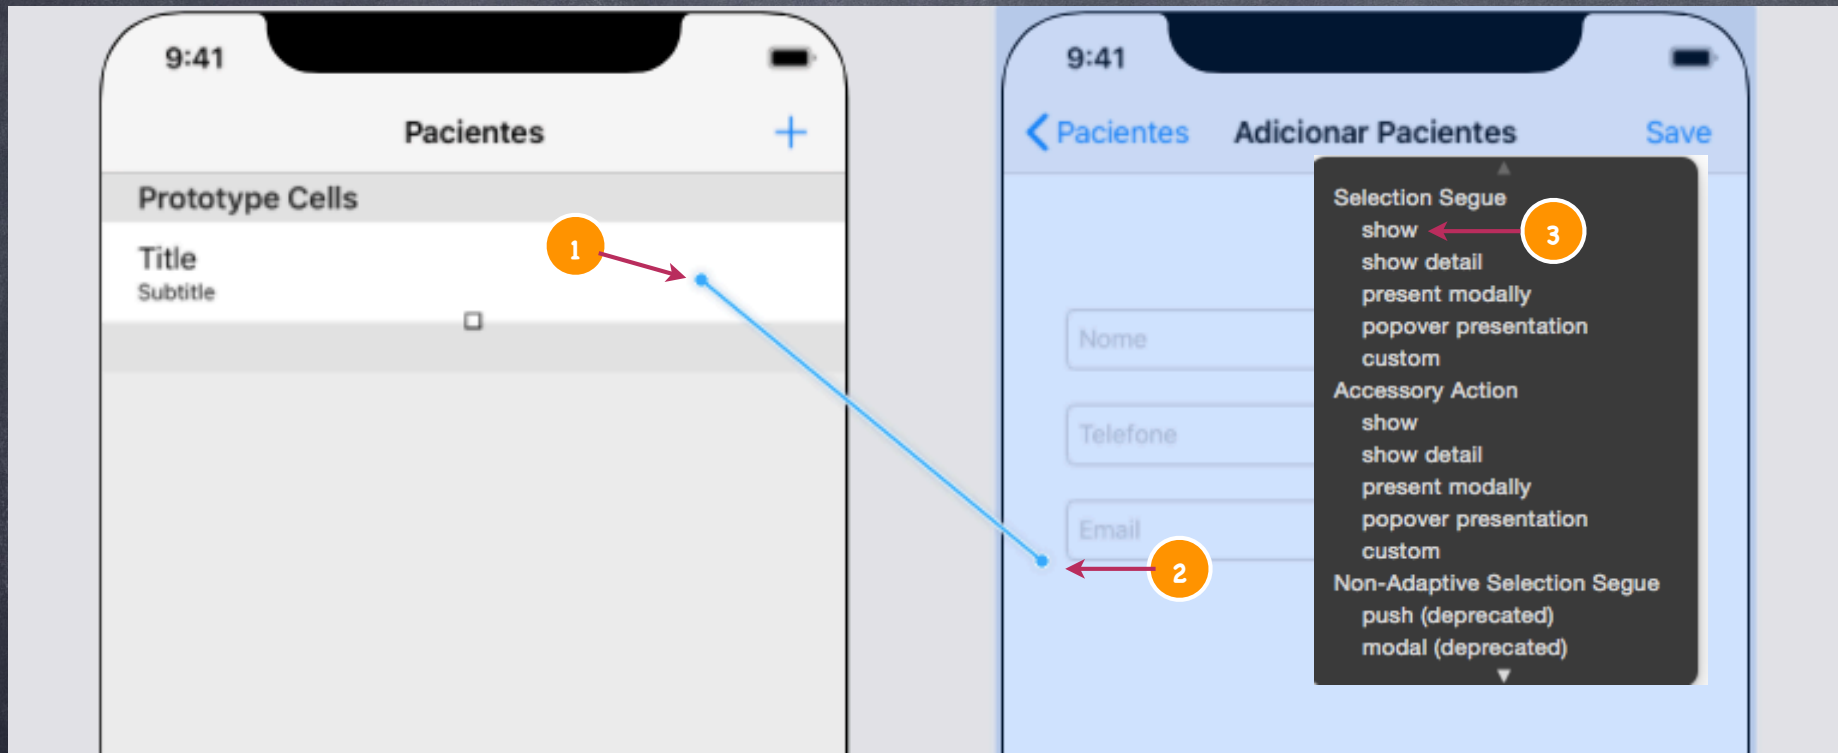 9:41
Pacientes
Prototype Cells
Title
Subtitle
1
9:41
Pacientes Adicionar Pacientes Save
Nome
Telefone
Email
2
Selection Segue
show
3
show detail
present modally
popover presentation
custom
Accessory Action
show
show detail
present modally
popover presentation
custom
Non-Adaptive Selection Segue
push (deprecated)
modal (deprecated)